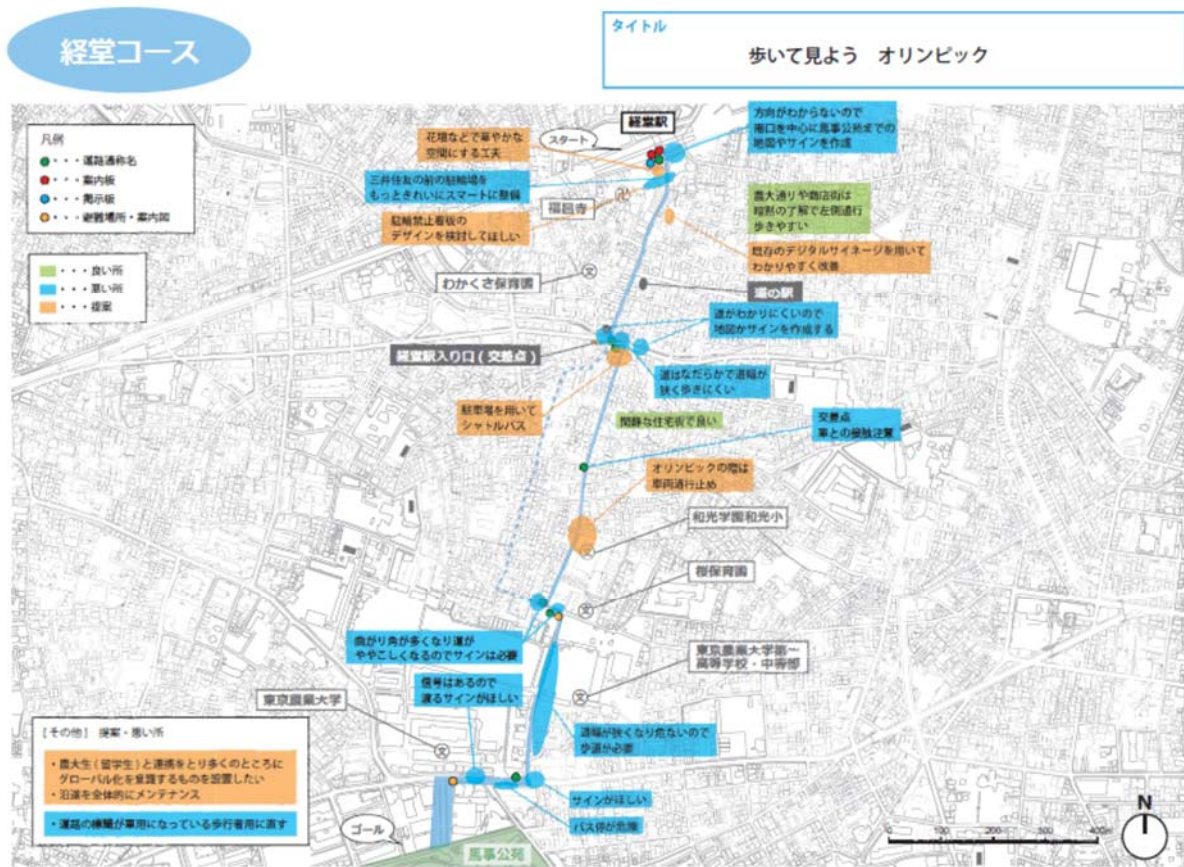 経堂コース
タイトル
歩いて見よう　オリンピック
凡例
・・・道路通称名
・・・案内板
・・・掲示板
・・・避難場所・案内図
・・・良い所
・・・悪い所
・・・提案
経堂駅
スタート
花壇などで華やかな
空間にする工夫
方向がわからないので
南口を中心に馬事公苑までの
地図やサインを作成
三井住友の前の駐輪場を
もっときれいにスマートに整備
福昌寺
駐輪禁止看板の
デザインを検討してほしい
農大通りや商店街は
暗黙の了解で左側通行
歩きやすい
既存のデジタルサイネージを用いて
わかりやすく改善
わかくさ保育園
文
道がわかりにくいので
地図かサインを作成する
経堂駅入り口（交差点）
道はなだらかで道幅が
狭く歩きにくい
駐車場を用いて
シャトルバス
閑静な住宅街で良い
交差点
車との接触注意
オリンピックの際は
車両通行止め
和光学園和光小
文
桜保育園
文
曲がり角が多くなり道が
ややこしくなるのでサインは必要
東京農業大学第一
高等学校・中等部
文
信号はあるので
渡るサインがほしい
東京農業大学
文
道幅が狭くなり危ないので
歩道が必要
［その他］ 提案・悪い所
・農大生（留学生）と連携をとり多くのところに
グローバル化を意識するものを設置したい
・沿道を全体的にメンテナンス
・道路の標識が車用になっている歩行者用に直す
サインがほしい
バス停が危険
ゴール
馬事公苑
N
0 100 200 300 400m